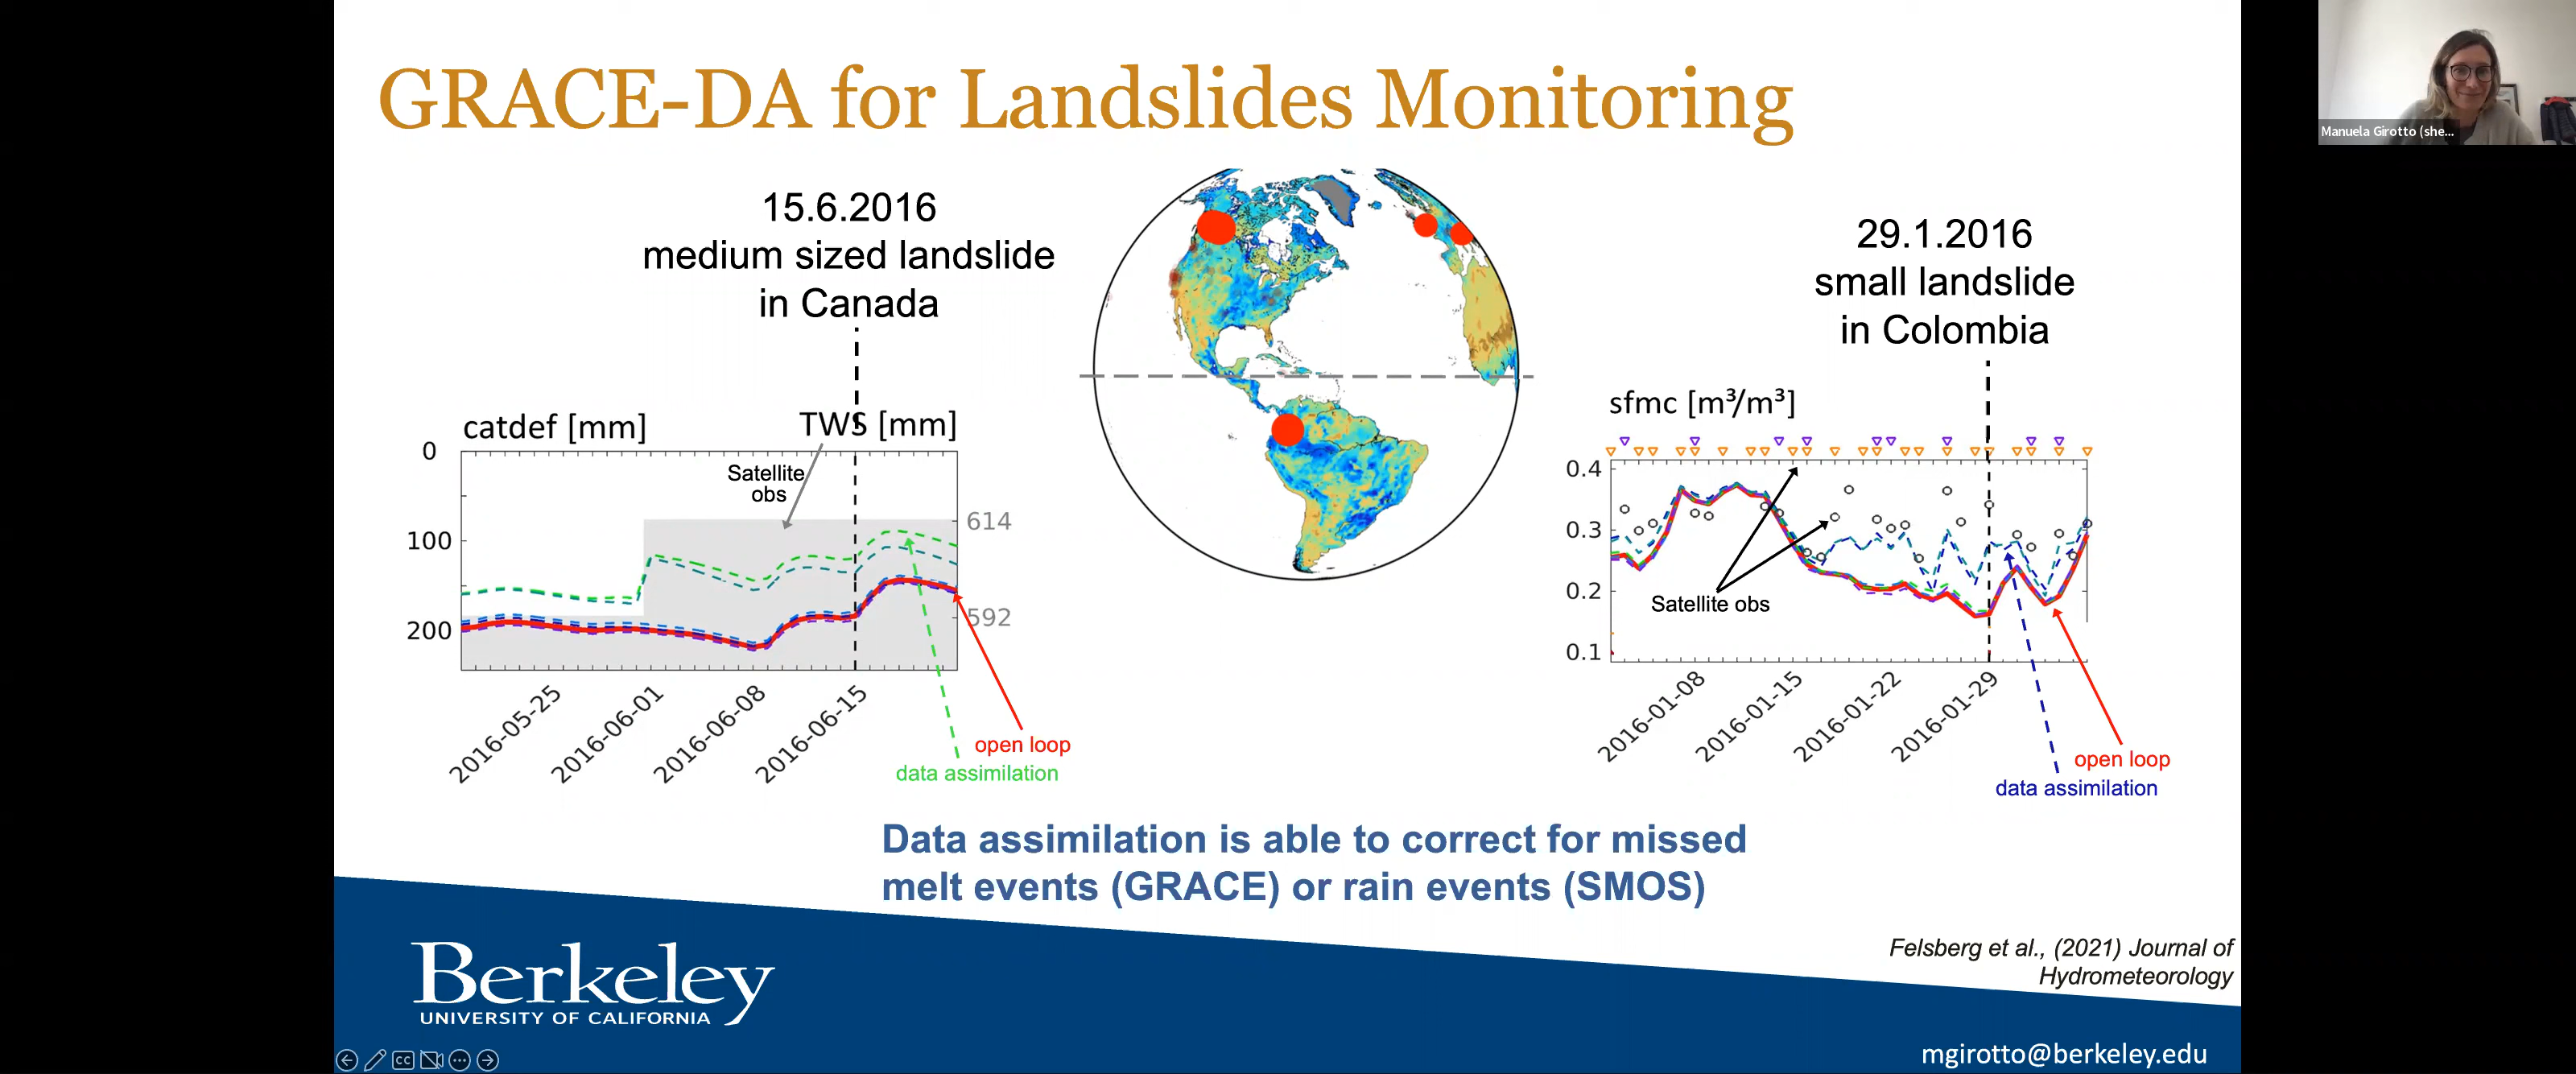 GRACE-DA for Landslides Monitoring
Manuela Girotto (she...
15.6.2016
medium sized landslide
in Canada
29.1.2016
small landslide
in Colombia
catdef [mm]
TWS [mm]
Satellite
obs
0
100
200
614
592
2016-05-25
2016-06-01
2016-06-08
2016-06-15
open loop
data assimilation
sfmc [m³/m³]
0.4
0.3
0.2
0.1
Satellite obs
2016-01-08
2016-01-15
2016-01-22
2016-01-29
open loop
data assimilation
Data assimilation is able to correct for missed
melt events (GRACE) or rain events (SMOS)
Felsberg et al., (2021) Journal of
Hydrometeorology
Berkeley
UNIVERSITY OF CALIFORNIA
mgirotto@berkeley.edu
CC